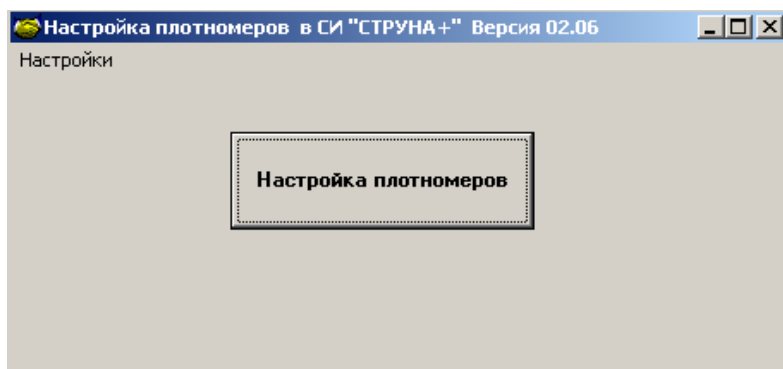 Настройка плотномеров в СИ "СТРУНА+" Версия 02.06
Настройки
Настройка плотномеров